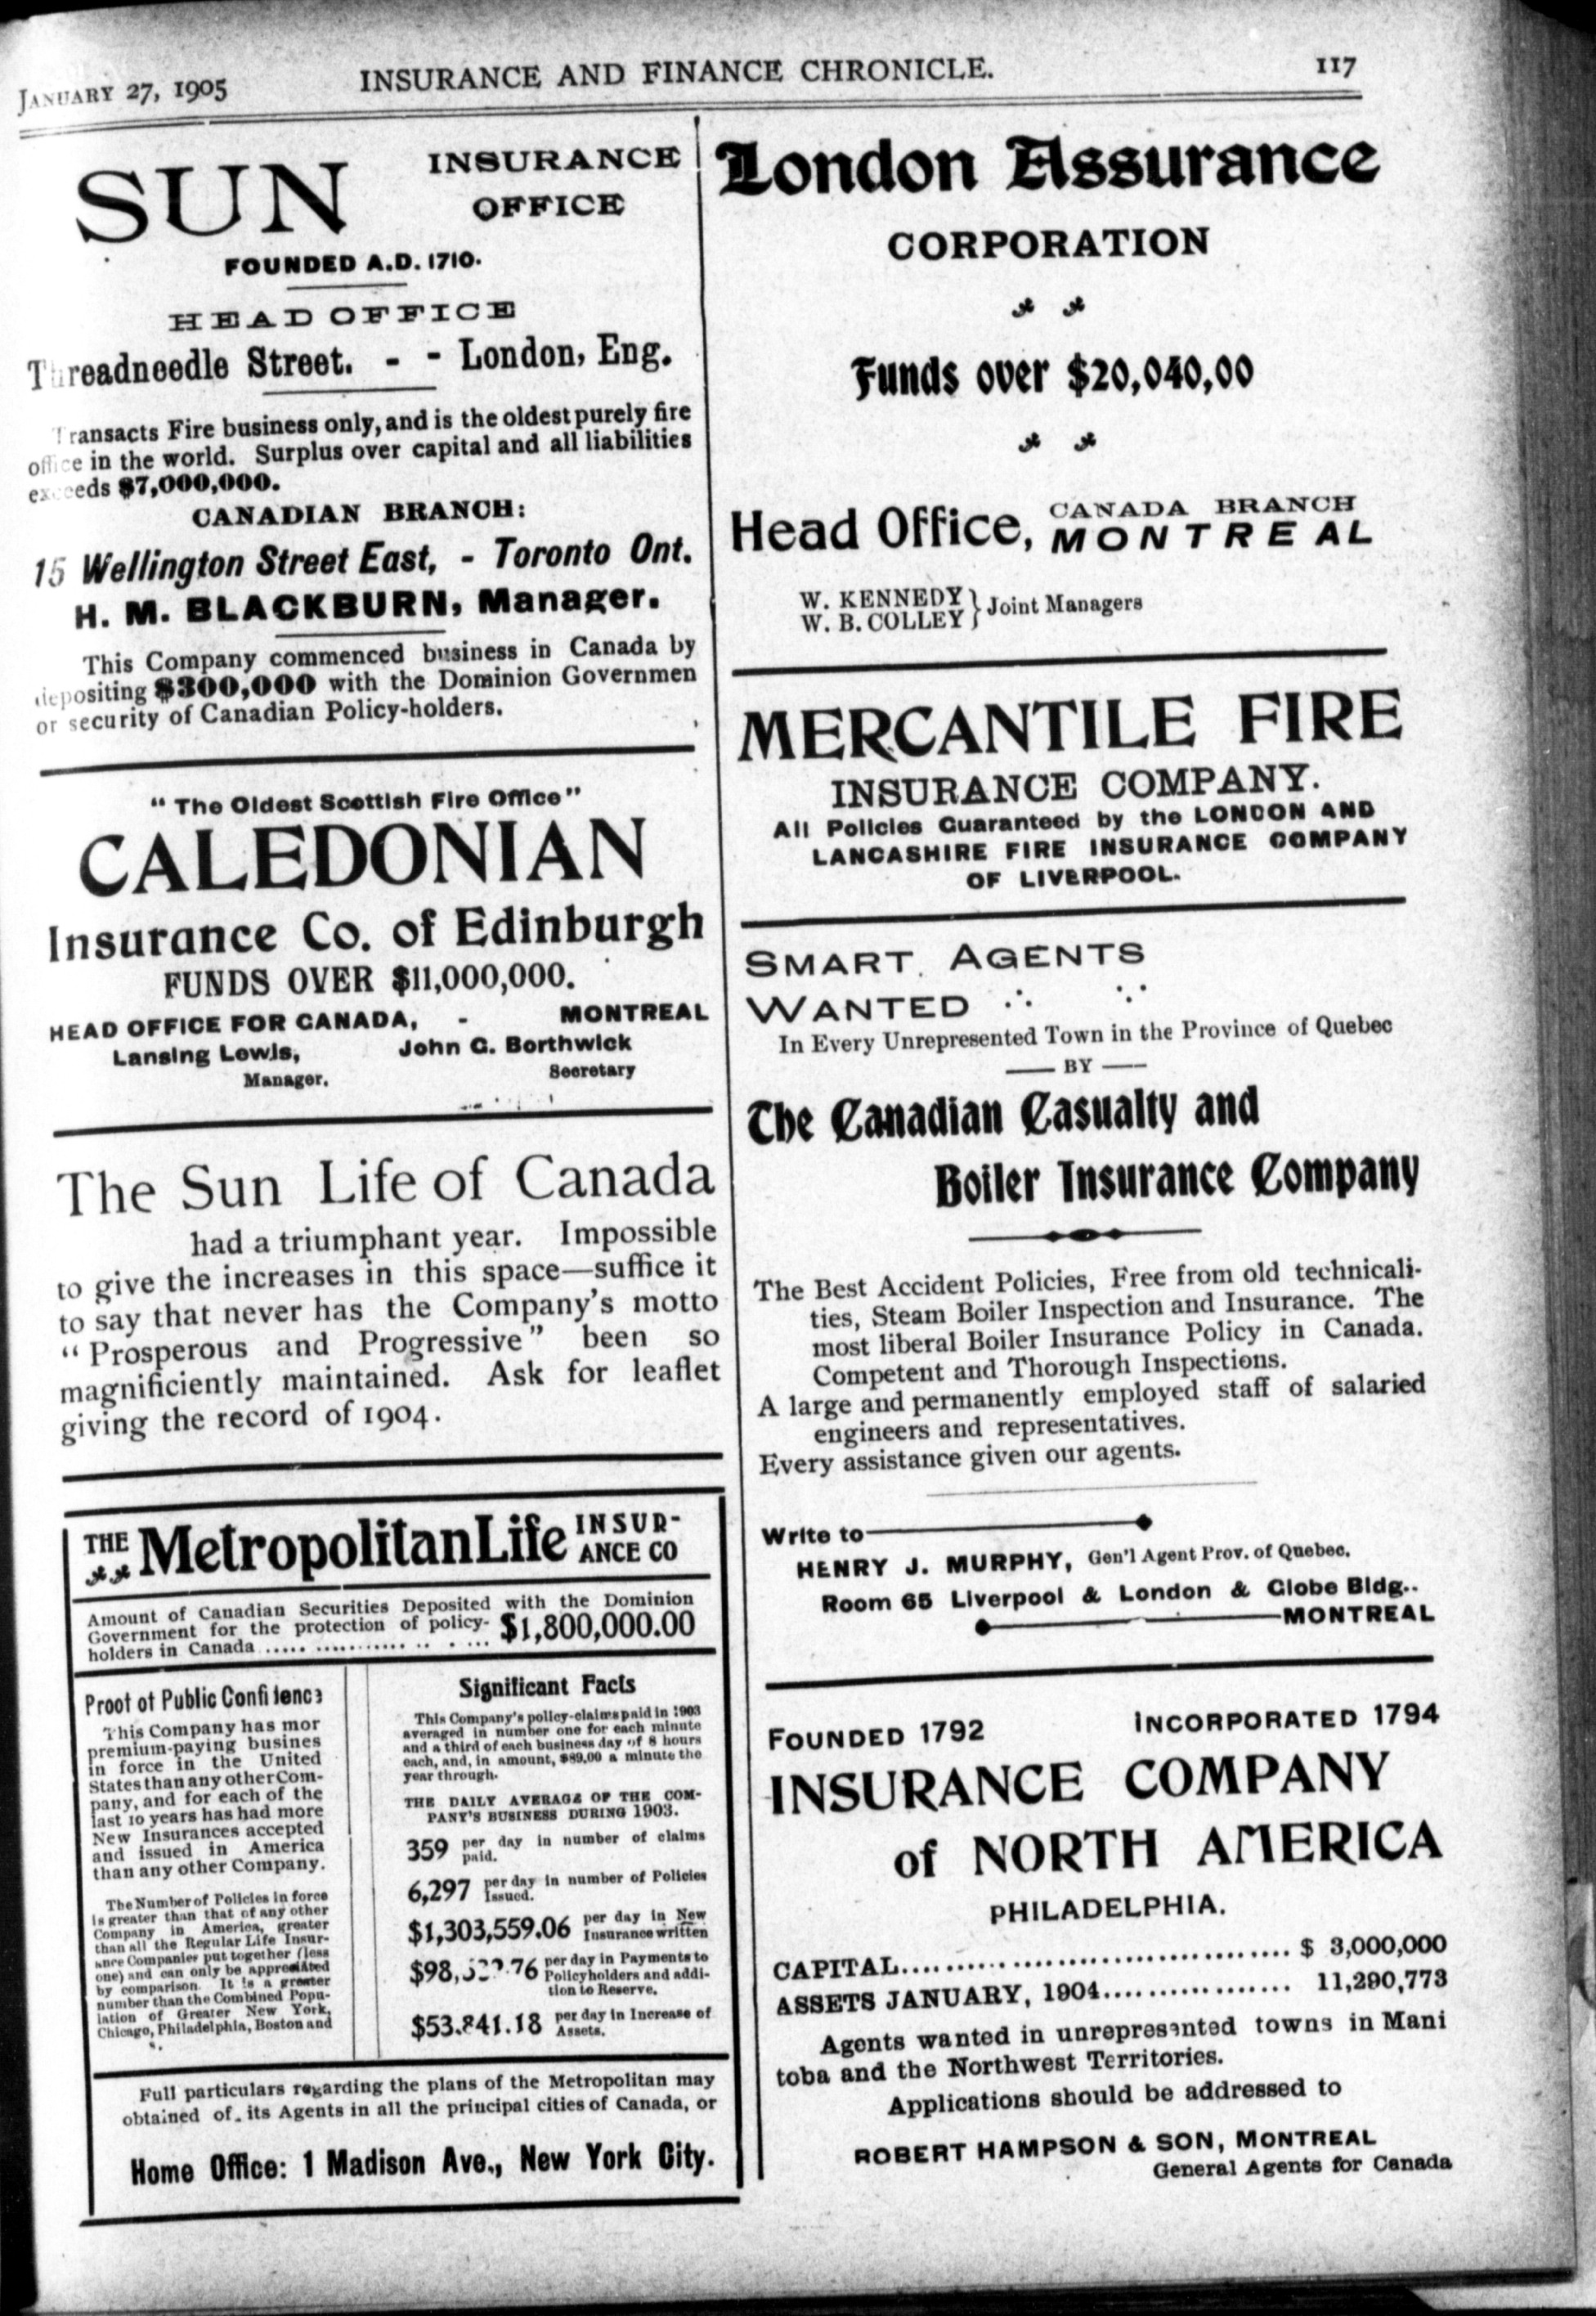 JANUARY 27, 1905 INSURANCE AND FINANCE CHRONICLE. 117
SUN INSURANCE
OFFICE
FOUNDED A.D. 1710.
HEAD OFFICE
Threadneedle Street. - - London, Eng.
Transacts Fire business only, and is the oldest purely fire
office in the world. Surplus over capital and all liabilities
exceeds $7,000,000.
CANADIAN BRANCH:
15 Wellington Street East, - Toronto Ont.
H. M. BLACKBURN, Manager.
This Company commenced business in Canada by
depositing $300,000 with the Dominion Governmen
or security of Canadian Policy-holders.
"The Oldest Scottish Fire Office"
CALEDONIAN
Insurance Co. of Edinburgh
FUNDS OVER $11,000,000.
HEAD OFFICE FOR CANADA, - MONTREAL
Lansing Lewis, John G. Borthwick
Manager. Secretary
The Sun Life of Canada
had a triumphant year. Impossible
to give the increases in this space—suffice it
to say that never has the Company's motto
"Prosperous and Progressive" been so
magnificiently maintained. Ask for leaflet
giving the record of 1904.
THE MetropolitanLife INSUR-
ANCE CO
Amount of Canadian Securities Deposited with the Dominion
Government for the protection of policy-
holders in Canada ..... $1,800,000.00
Proof of Public Confidence
This Company has mor
premium-paying busines
in force in the United
States than any other Com-
pany, and for each of the
last 10 years has had more
New Insurances accepted
and issued in America
than any other Company.
The Number of Policies in force
is greater than that of any other
Company in America, greater
than all the Regular Life Insur-
ance Companies put together (less
one) and can only be appreciated
by comparison. It is a greater
number than the Combined Popu-
lation of Greater New York,
Chicago, Philadelphia, Boston and
Significant Facts
This Company's policy-claims paid in 1903
averaged in number one for each minute
and a third of each business day of 8 hours
each, and, in amount, $89.00 a minute the
year through.
THE DAILY AVERAGE OF THE COM-
PANY'S BUSINESS DURING 1903.
359 per day in number of claims
paid.
6,297 per day in number of Policies
issued.
$1,303,559.06 per day in New
Insurance written
per day in Payments to
Policyholders and addi-
tion to Reserve.
$53.841.18 per day in Increase of
Assets.
Full particulars regarding the plans of the Metropolitan may
obtained of. its Agents in all the principal cities of Canada, or
Home Office: 1 Madison Ave., New York City.
London Assurance
CORPORATION
Funds over $20,040,00
Head Office, CANADA BRANCH
MONTREAL
W. KENNEDY
W. B. COLLEY } Joint Managers
MERCANTILE FIRE
INSURANCE COMPANY.
All Policies Guaranteed by the LONDON AND
LANCASHIRE FIRE INSURANCE COMPANY
OF LIVERPOOL.
SMART AGENTS
WANTED
In Every Unrepresented Town in the Province of Quebec
— BY —
The Canadian Casualty and
Boiler Insurance Company
The Best Accident Policies, Free from old technicali-
ties, Steam Boiler Inspection and Insurance. The
most liberal Boiler Insurance Policy in Canada.
Competent and Thorough Inspections.
A large and permanently employed staff of salaried
engineers and representatives.
Every assistance given our agents.
Write to
HENRY J. MURPHY, Gen'l Agent Prov. of Quebec.
Room 65 Liverpool & London & Globe Bldg..
MONTREAL
FOUNDED 1792 INCORPORATED 1794
INSURANCE COMPANY
of NORTH AMERICA
PHILADELPHIA.
CAPITAL.................................... $ 3,000,000
ASSETS JANUARY, 1904.................. 11,290,773
Agents wanted in unrepresented towns in Mani
toba and the Northwest Territories.
Applications should be addressed to
ROBERT HAMPSON & SON, MONTREAL
General Agents for Canada